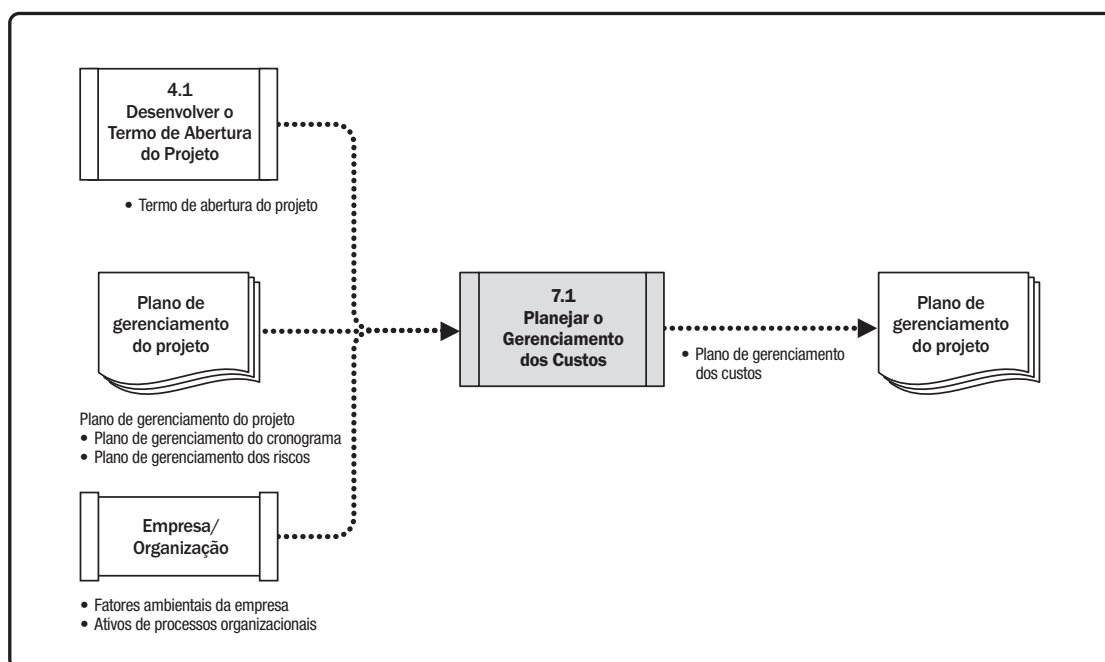 4.1
Desenvolver o
Termo de Abertura
do Projeto
• Termo de abertura do projeto
Plano de
gerenciamento
do projeto
Plano de gerenciamento do projeto
• Plano de gerenciamento do cronograma
• Plano de gerenciamento dos riscos
Empresa/
Organização
• Fatores ambientais da empresa
• Ativos de processos organizacionais
7.1
Planejar o
Gerenciamento
dos Custos
• Plano de gerenciamento
dos custos
Plano de
gerenciamento
do projeto